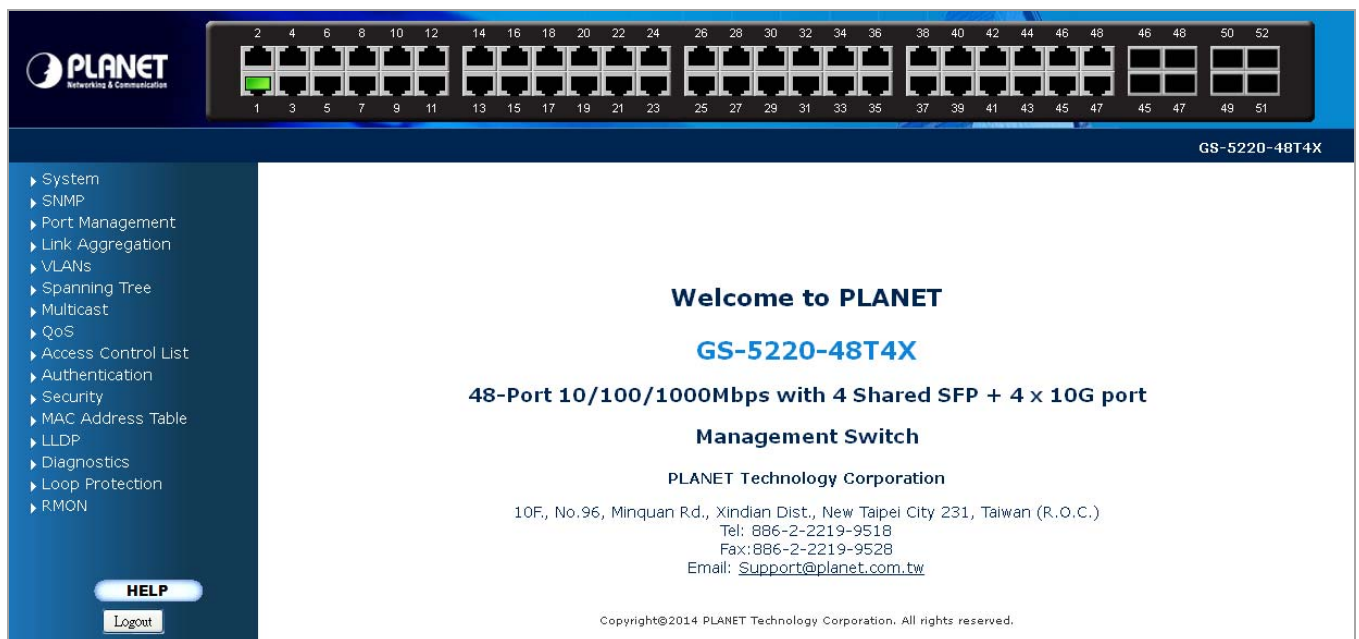 2 4 6 8 10 12 14 16 18 20 22 24 26 28 30 32 34 36 38 40 42 44 46 48 46 48 50 52
PLANET
Networking & Communication
1 3 5 7 9 11 13 15 17 19 21 23 25 27 29 31 33 35 37 39 41 43 45 47 45 47 49 51
GS-5220-48T4X
System
SNMP
Port Management
Link Aggregation
VLANs
Spanning Tree
Multicast
QoS
Access Control List
Authentication
Security
MAC Address Table
LLDP
Diagnostics
Loop Protection
RMON
HELP
Logout
Welcome to PLANET
GS-5220-48T4X
48-Port 10/100/1000Mbps with 4 Shared SFP + 4 x 10G port
Management Switch
PLANET Technology Corporation
10F., No.96, Minquan Rd., Xindian Dist., New Taipei City 231, Taiwan (R.O.C.)
Tel: 886-2-2219-9518
Fax:886-2-2219-9528
Email: Support@planet.com.tw
Copyright©2014 PLANET Technology Corporation. All rights reserved.